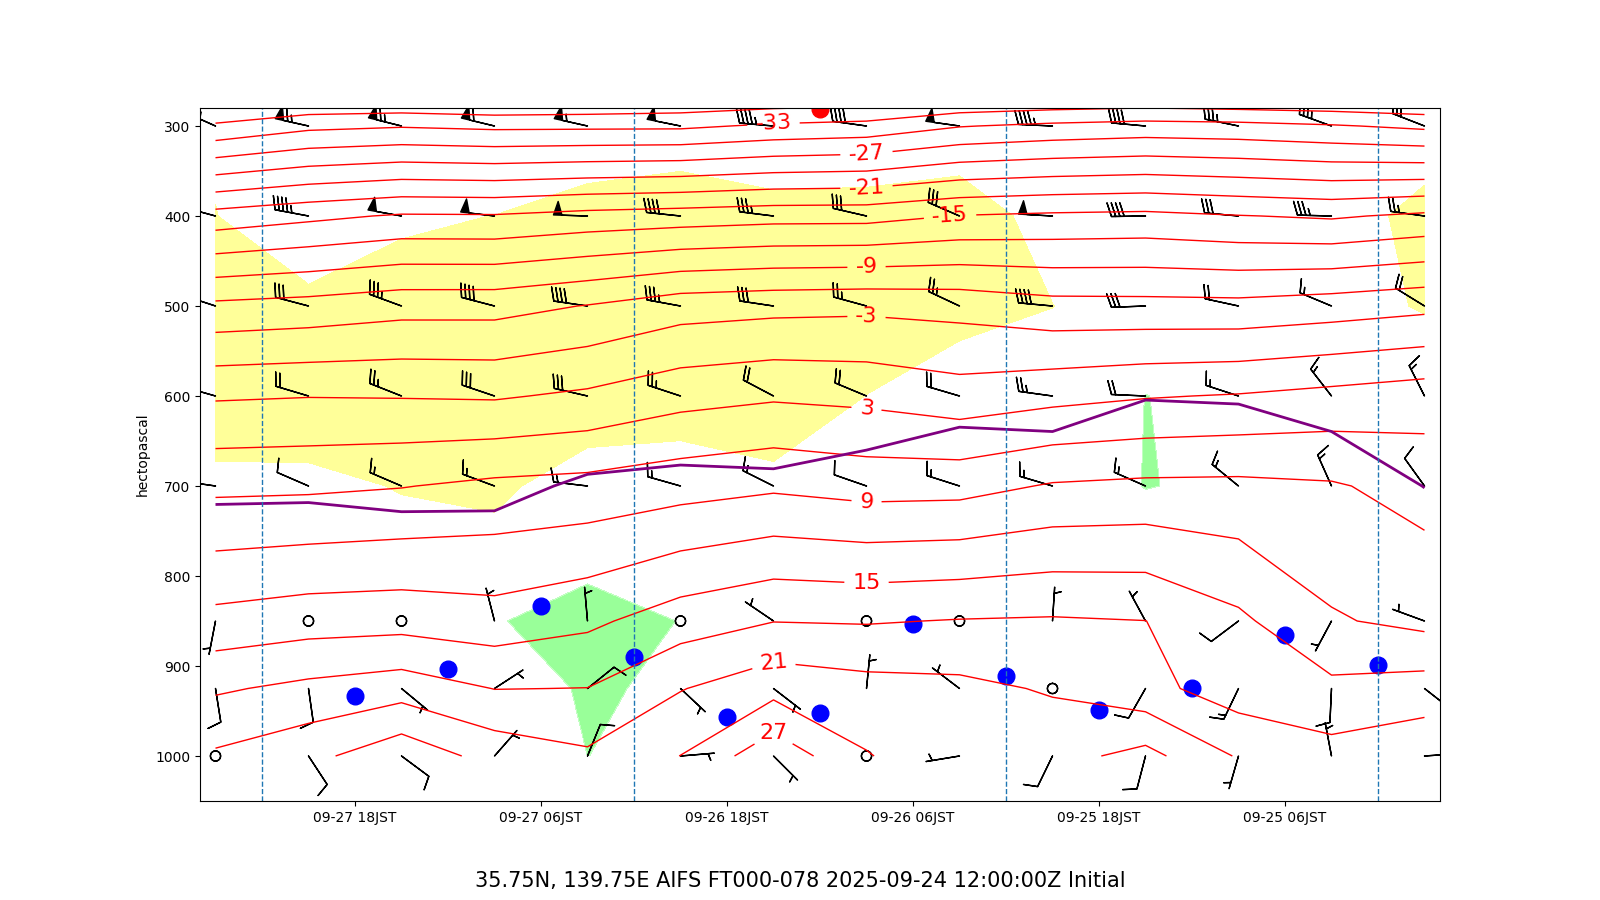 300
400
500
600
700
800
900
1000
hectopascal
-33
-27
-21
-15
-9
-3
3
9
15
21
27
09-27 18JST
09-27 06JST
09-26 18JST
09-26 06JST
09-25 18JST
09-25 06JST
35.75N, 139.75E AIFS FT000-078 2025-09-24 12:00:00Z Initial